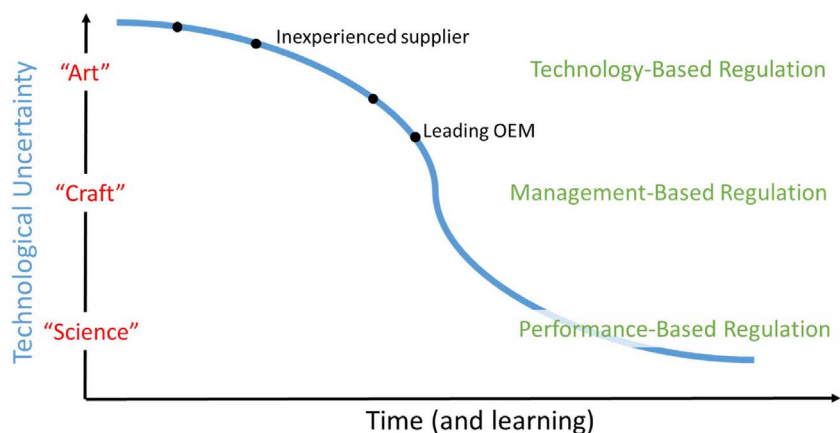 Technological Uncertainty
Inexperienced supplier
“Art”
Technology-Based Regulation
Leading OEM
“Craft”
Management-Based Regulation
“Science”
Performance-Based Regulation
Time (and learning)